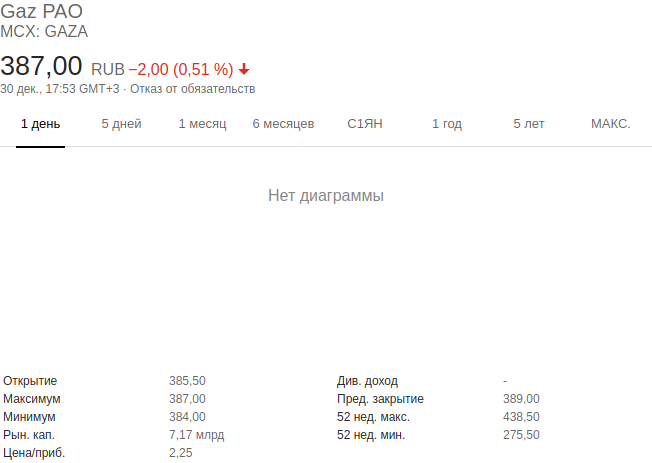 Gaz PAO
MCX: GAZA
387,00 RUB −2,00 (0,51 %)
30 дек., 17:53 GMT+3 · Отказ от обязательств
1 день 5 дней 1 месяц 6 месяцев С1ЯН 1 год 5 лет МАКС.
Нет диаграммы
Открытие 385,50
Максимум 387,00
Минимум 384,00
Рын. кап. 7,17 млрд
Цена/приб. 2,25
Див. доход -
Пред. закрытие 389,00
52 нед. макс. 438,50
52 нед. мин. 275,50